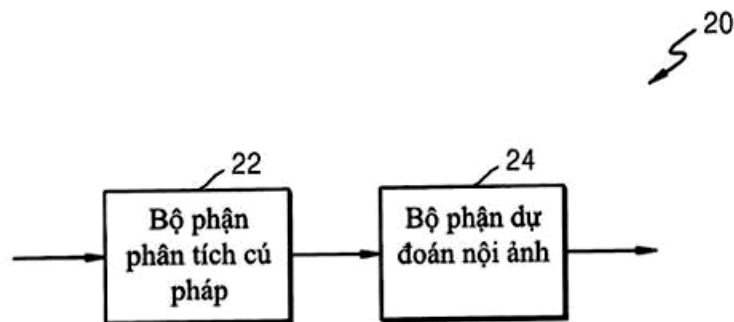 20
22
Bộ phận
phân tích cú
pháp
24
Bộ phận dự
đoán nội ảnh